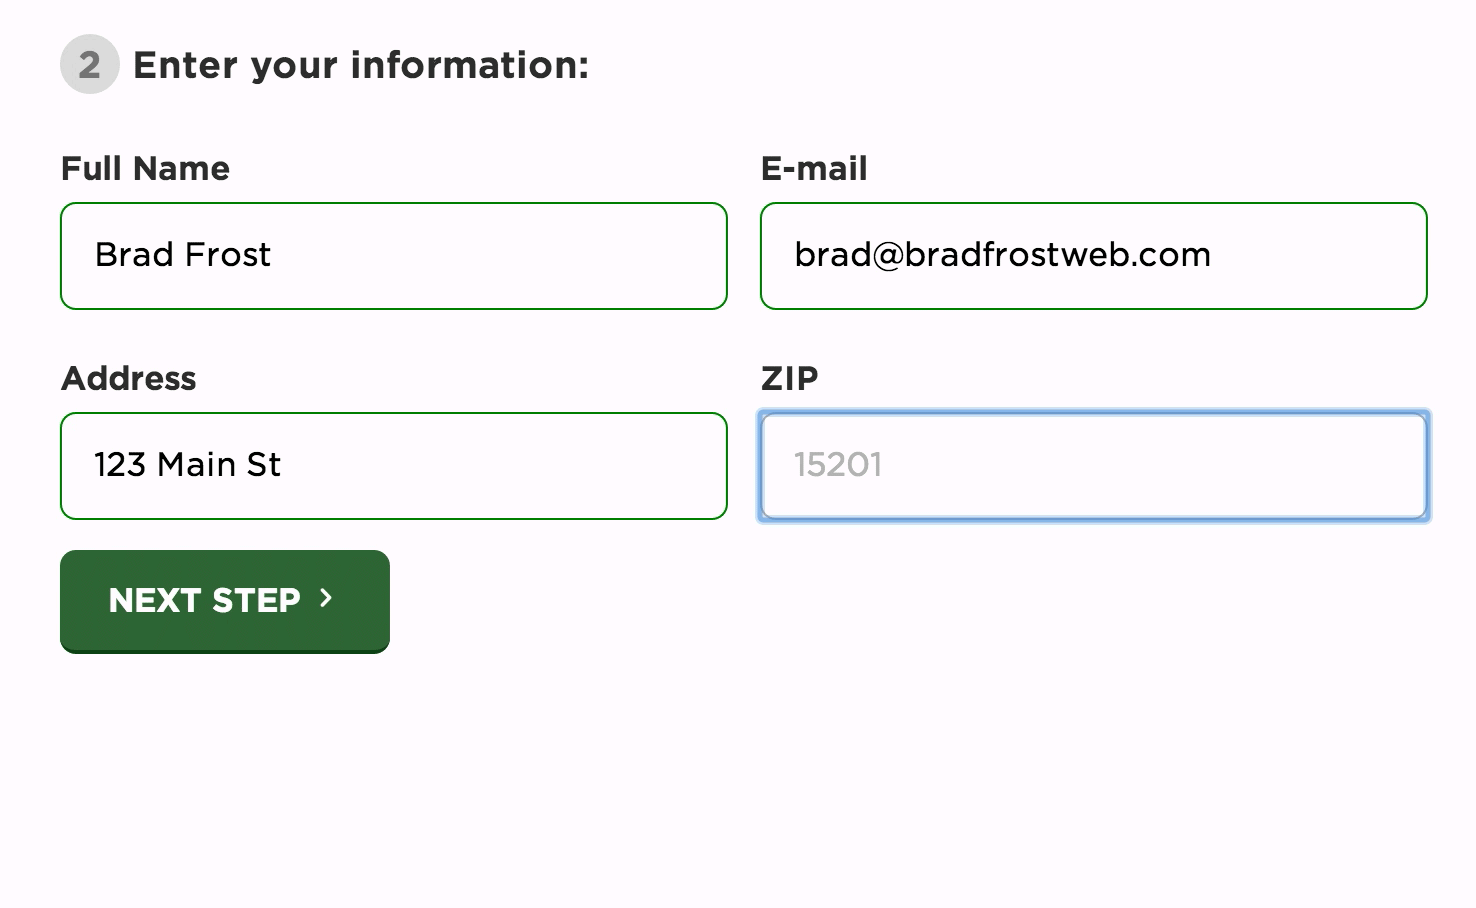 2 Enter your information:
Full Name
E-mail
Brad Frost
brad@bradfrostweb.com
Address
ZIP
123 Main St
15201
NEXT STEP >